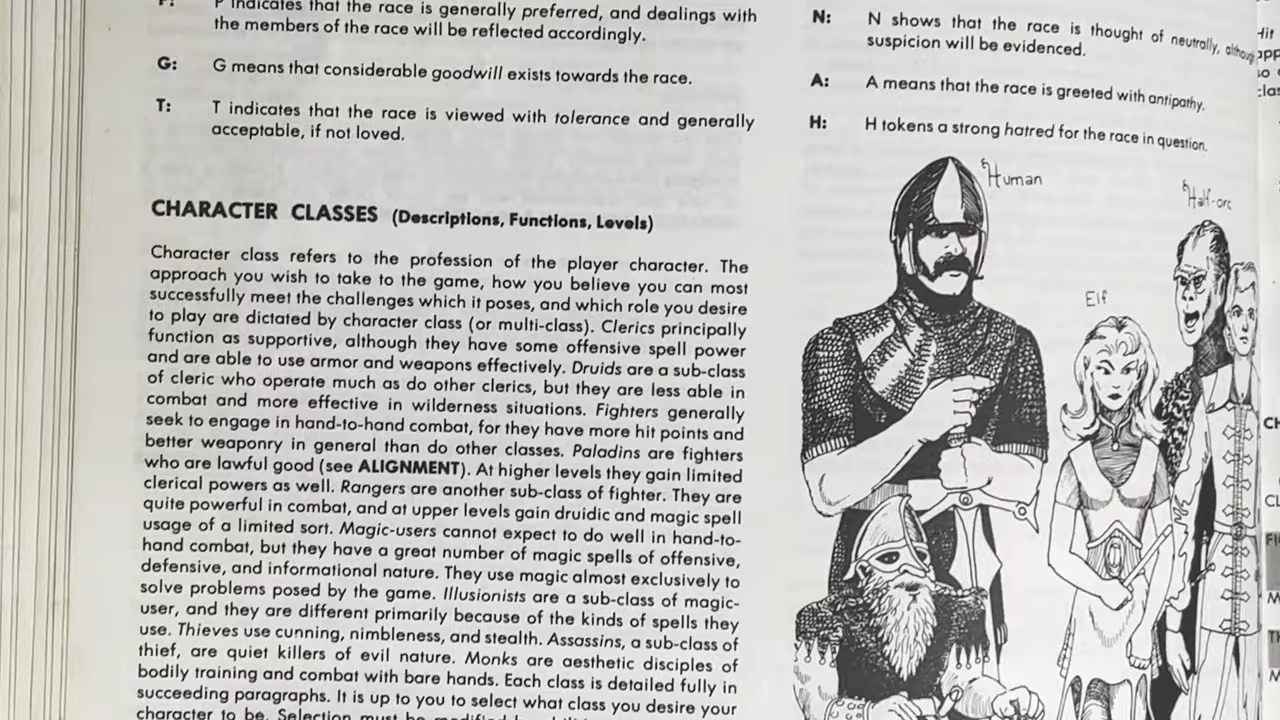 P: P indicates that the race is generally preferred, and dealings with
the members of the race will be reflected accordingly.
G: G means that considerable goodwill exists towards the race.
T: T indicates that the race is viewed with tolerance and generally
acceptable, if not loved.
CHARACTER CLASSES (Descriptions, Functions, Levels)
Character class refers to the profession of the player character. The
approach you wish to take to the game, how you believe you can most
successfully meet the challenges which it poses, and which role you desire
to play are dictated by character class (or multi-class). Clerics principally
function as supportive, although they have some offensive spell power
and are able to use armor and weapons effectively. Druids are a sub-class
of cleric who operate much as do other clerics, but they are less able in
combat and more effective in wilderness situations. Fighters generally
seek to engage in hand-to-hand combat, for they have more hit points and
better weaponry in general than do other classes. Paladins are fighters
who are lawful good (see ALIGNMENT). At higher levels they gain limited
clerical powers as well. Rangers are another sub-class of fighter. They are
quite powerful in combat, and at upper levels gain druidic and magic spell
usage of a limited sort. Magic-users cannot expect to do well in hand-to-
hand combat, but they have a great number of magic spells of offensive,
defensive, and informational nature. They use magic almost exclusively to
solve problems posed by the game. Illusionists are a sub-class of magic-
user, and they are different primarily because of the kinds of spells they
use. Thieves use cunning, nimbleness, and stealth. Assassins, a sub-class of
thief, are quiet killers of evil nature. Monks are aesthetic disciples of
bodily training and combat with bare hands. Each class is detailed fully in
succeeding paragraphs. It is up to you to select what class you desire your
character to be. Selection must be modified
N: N shows that the race is thought of neutrally, although
suspicion will be evidenced.
A: A means that the race is greeted with antipathy.
H: H tokens a strong hatred for the race in question.
Human
Half-orc
Elf